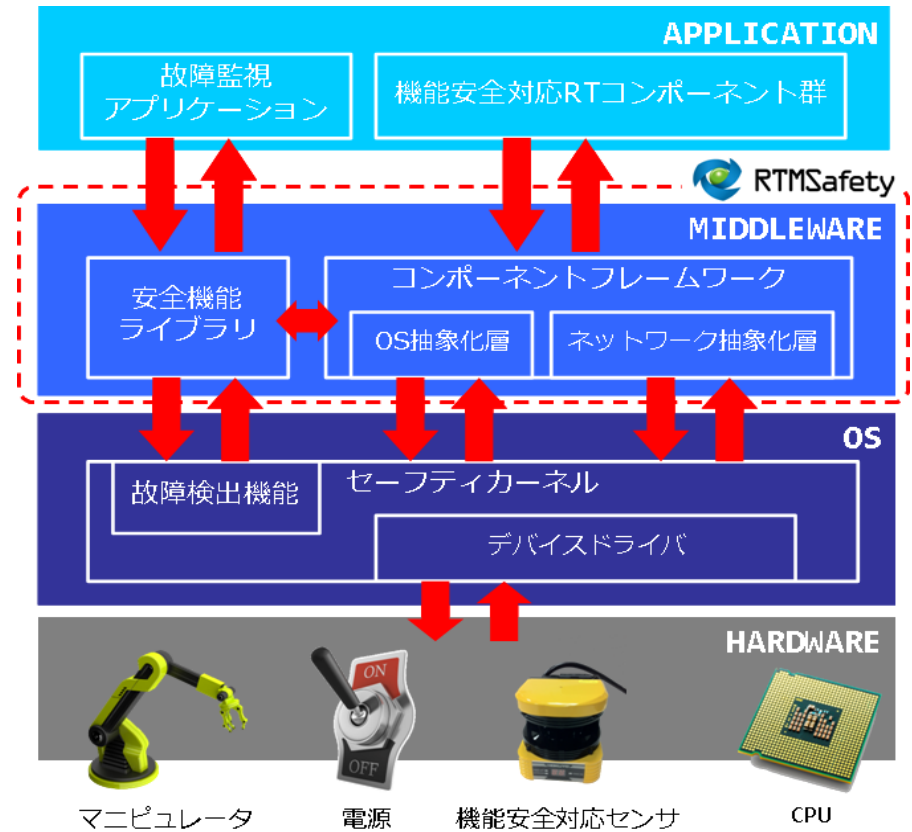 APPLICATION
故障監視
アプリケーション
機能安全対応RTコンポーネント群
RTMSafety
MIDDLEWARE
安全機能
ライブラリ
コンポーネントフレームワーク
OS抽象化層
ネットワーク抽象化層
OS
故障検出機能
セーフティカーネル
デバイスドライバ
HARDWARE
ON
OFF
マニピュレータ
電源
機能安全対応センサ
CPU